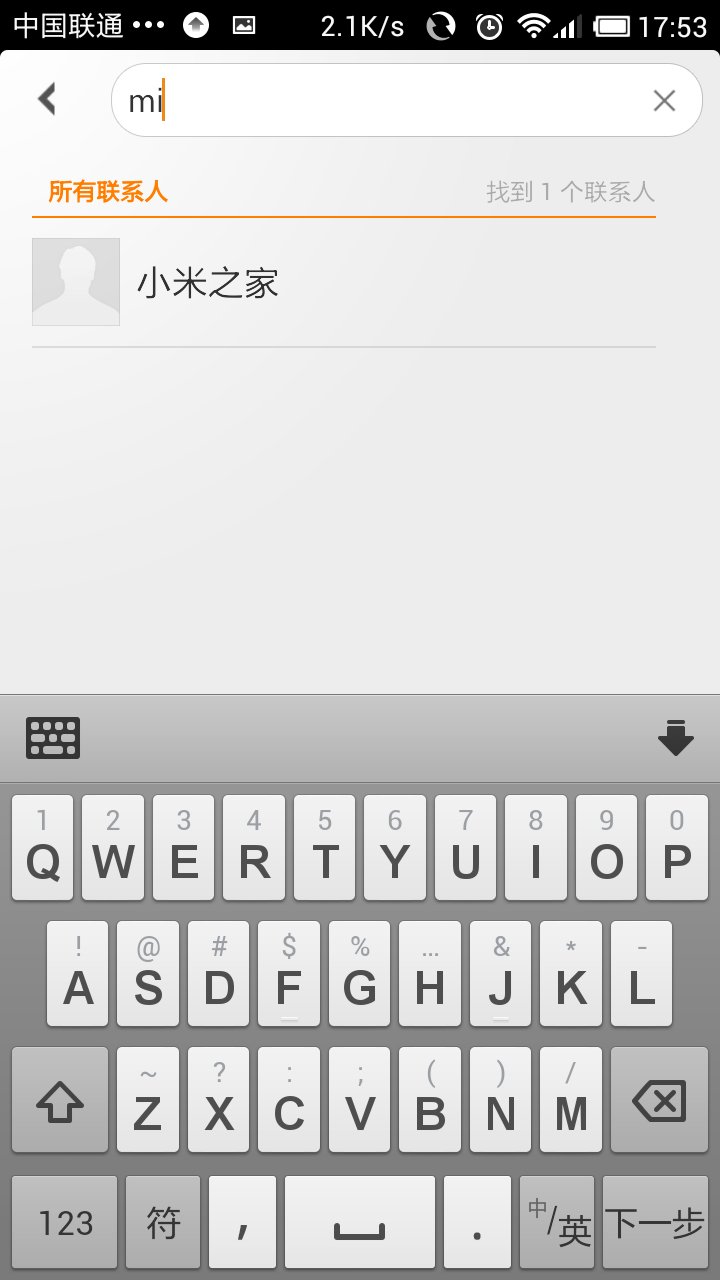 中国联通 ••• 2.1K/s 17:53
mi
所有联系人 找到 1 个联系人
小米之家
1 2 3 4 5 6 7 8 9 0
Q W E R T Y U I O P
! @ # $ % ... & * -
A S D F G H J K L
~ ? : ; ( ) /
Z X C V B N M
123 符 , . 中/英 下一步